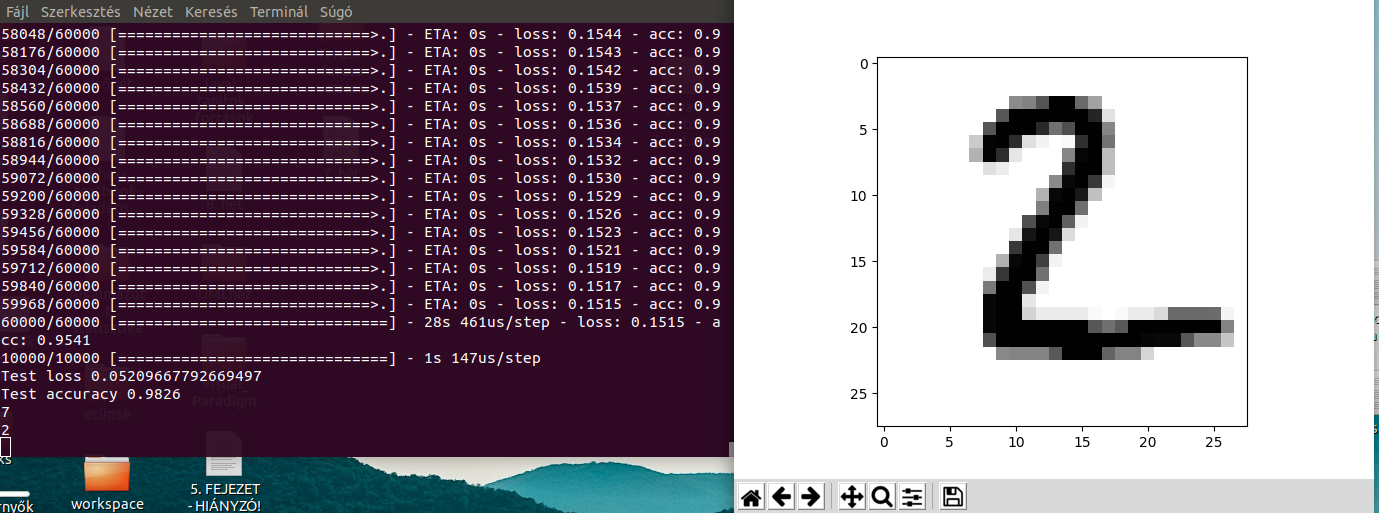 Fájl Szerkesztés Nézet Keresés Terminál Súgó
58048/60000 [============================>.] - ETA: 0s - loss: 0.1544 - acc: 0.9
58176/60000 [============================>.] - ETA: 0s - loss: 0.1543 - acc: 0.9
58304/60000 [============================>.] - ETA: 0s - loss: 0.1542 - acc: 0.9
58432/60000 [============================>.] - ETA: 0s - loss: 0.1539 - acc: 0.9
58560/60000 [============================>.] - ETA: 0s - loss: 0.1537 - acc: 0.9
58688/60000 [============================>.] - ETA: 0s - loss: 0.1536 - acc: 0.9
58816/60000 [============================>.] - ETA: 0s - loss: 0.1534 - acc: 0.9
58944/60000 [============================>.] - ETA: 0s - loss: 0.1532 - acc: 0.9
59072/60000 [============================>.] - ETA: 0s - loss: 0.1530 - acc: 0.9
59200/60000 [============================>.] - ETA: 0s - loss: 0.1529 - acc: 0.9
59328/60000 [============================>.] - ETA: 0s - loss: 0.1526 - acc: 0.9
59456/60000 [============================>.] - ETA: 0s - loss: 0.1523 - acc: 0.9
59584/60000 [============================>.] - ETA: 0s - loss: 0.1521 - acc: 0.9
59712/60000 [============================>.] - ETA: 0s - loss: 0.1519 - acc: 0.9
59840/60000 [============================>.] - ETA: 0s - loss: 0.1517 - acc: 0.9
59968/60000 [============================>.] - ETA: 0s - loss: 0.1515 - acc: 0.9
60000/60000 [==============================] - 28s 461us/step - loss: 0.1515 - a
cc: 0.9541
10000/10000 [==============================] - 1s 147us/step
Test loss 0.05209667792669497
Test accuracy 0.9826
7
2
Paradigm
eclipse
workspace
5. FEJEZET
- HIÁNYZÓ!
0
5
10
15
20
25
0 5 10 15 20 25
2